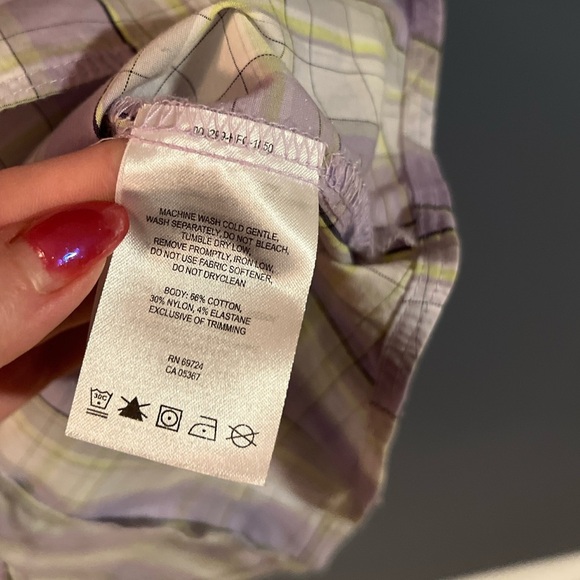 MACHINE WASH COLD GENTLE,
WASH SEPARATELY, DO NOT BLEACH,
TUMBLE DRY LOW,
REMOVE PROMPTLY, IRON LOW,
DO NOT USE FABRIC SOFTENER,
DO NOT DRYCLEAN
BODY: 66% COTTON,
30% NYLON, 4% ELASTANE
EXCLUSIVE OF TRIMMING
RN 69724
CA 05367
30C